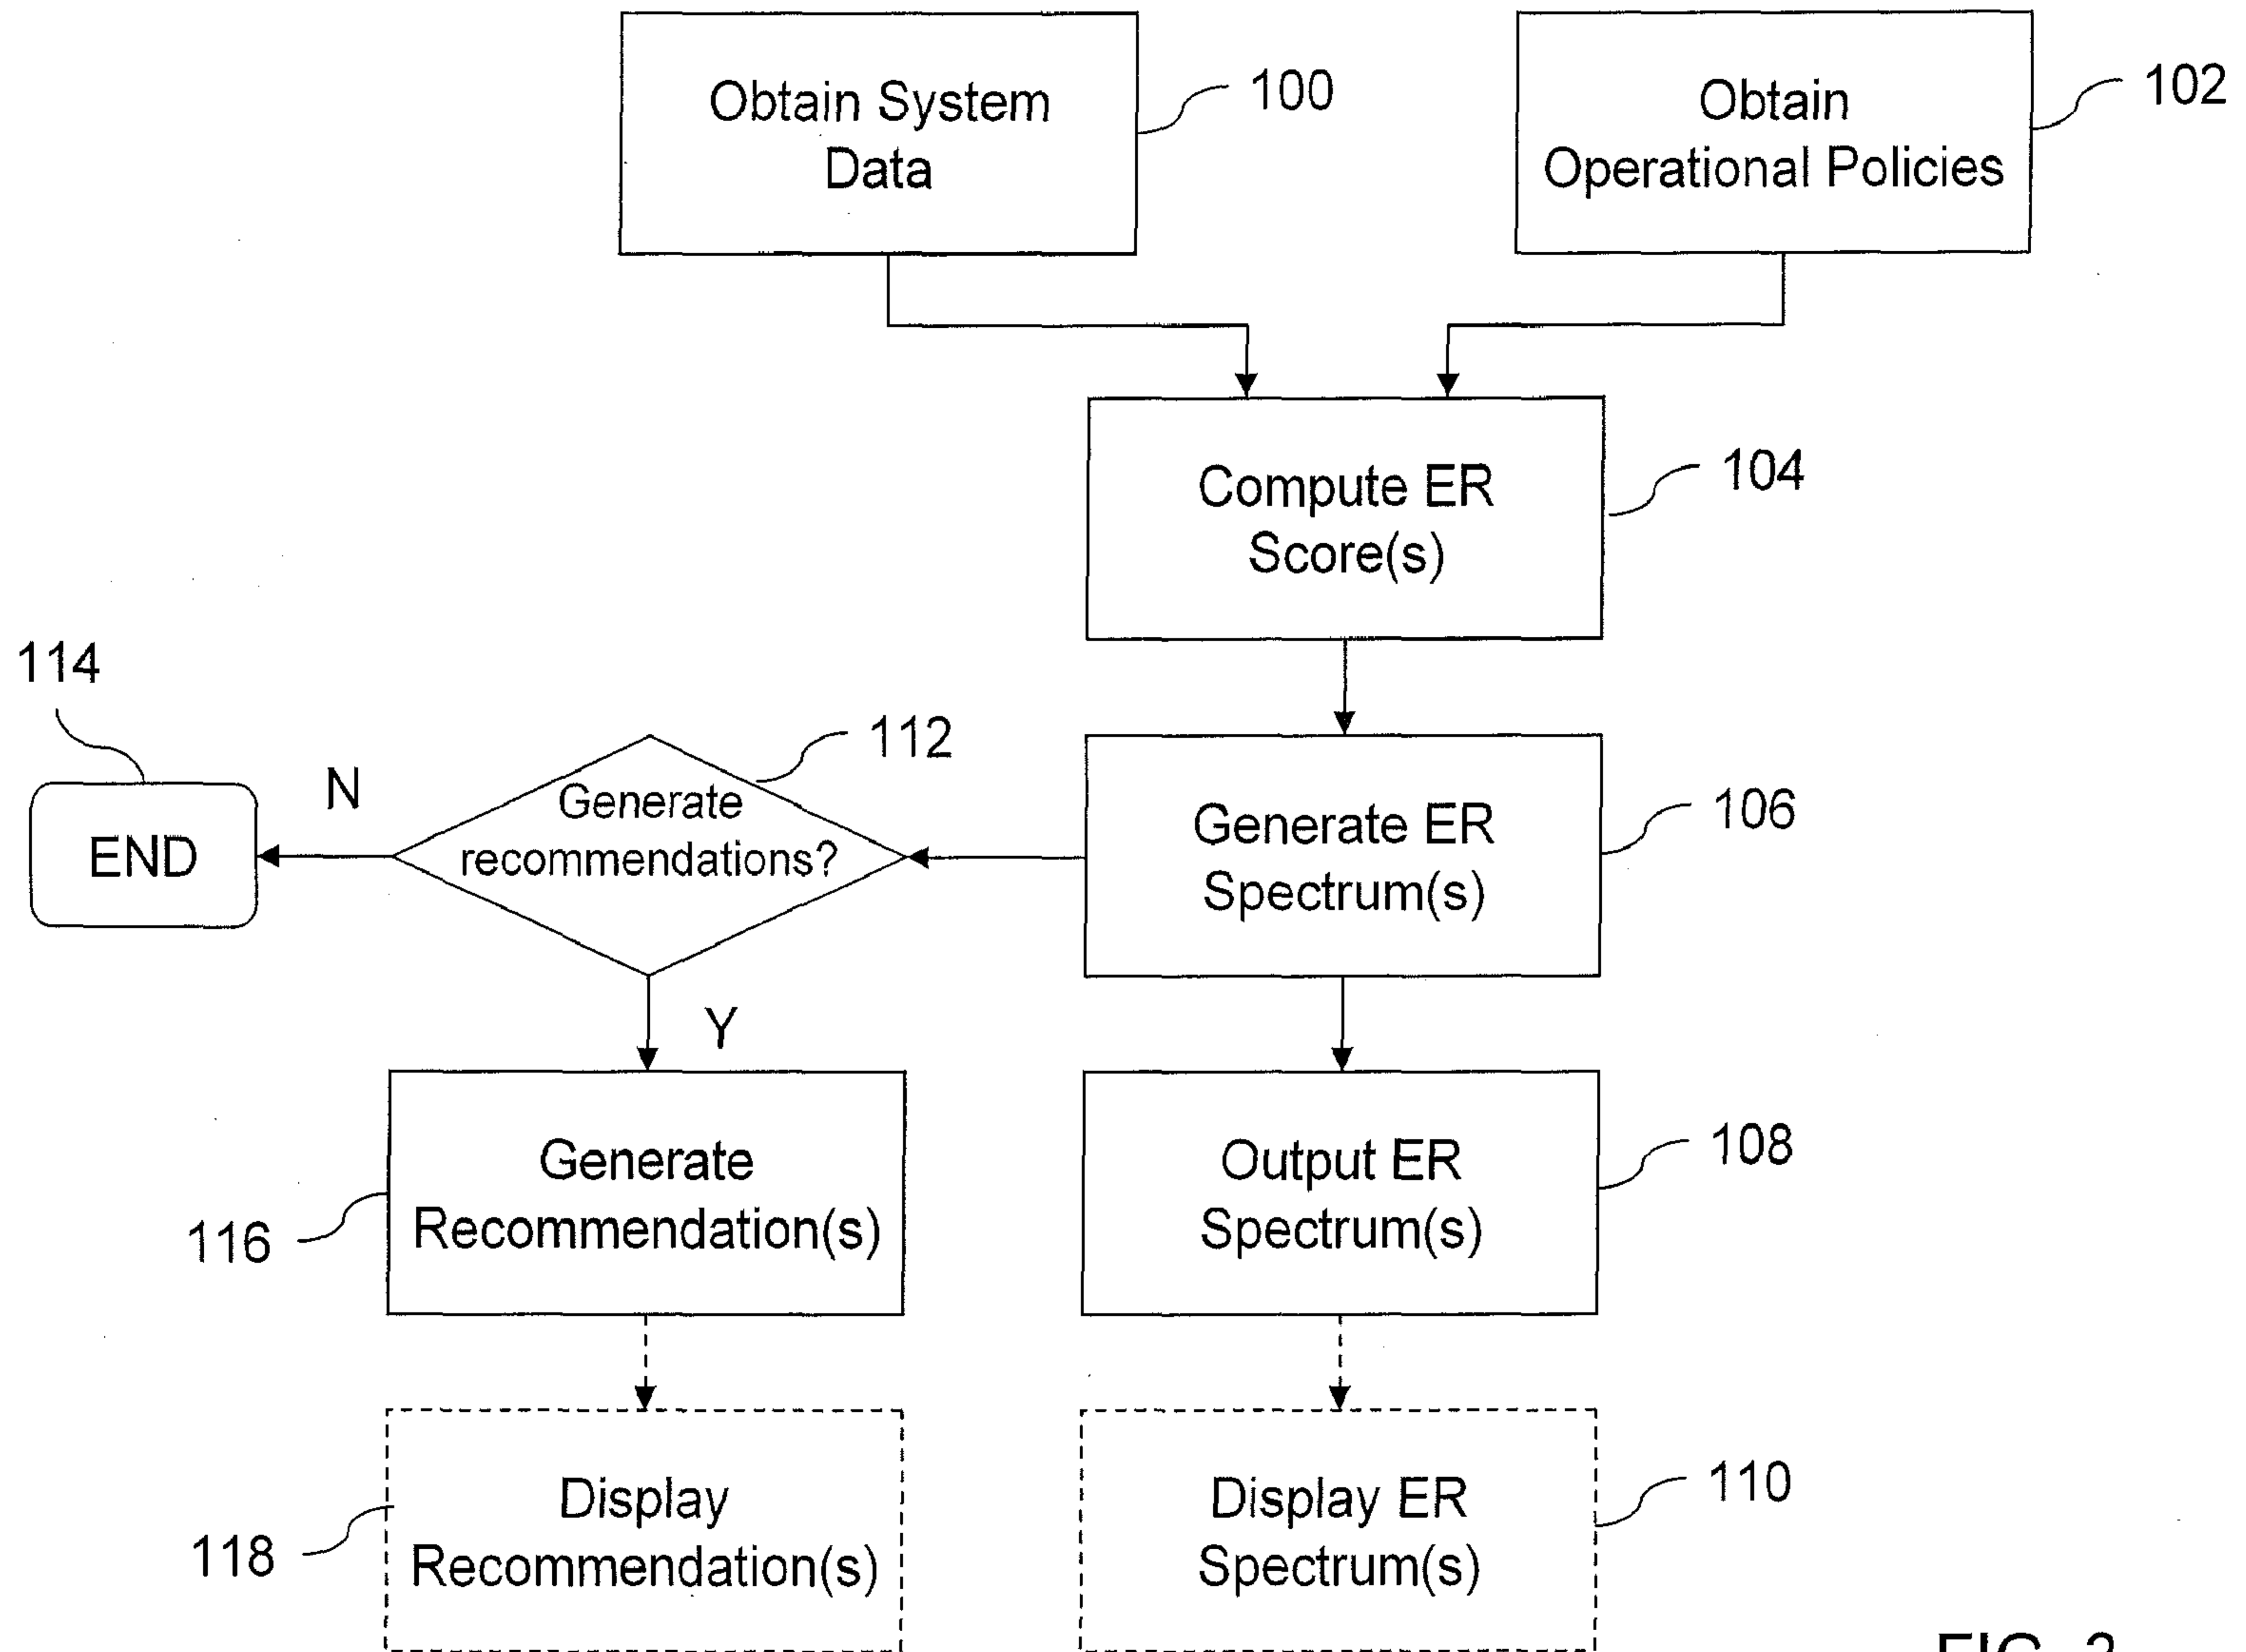 Obtain System
Data
100
Obtain
Operational Policies
102
Compute ER
Score(s)
104
114
END
N
112
Generate
recommendations?
Generate ER
Spectrum(s)
106
Y
Generate
Recommendation(s)
116
Output ER
Spectrum(s)
108
Display
Recommendation(s)
118
Display ER
Spectrum(s)
110
FIG.